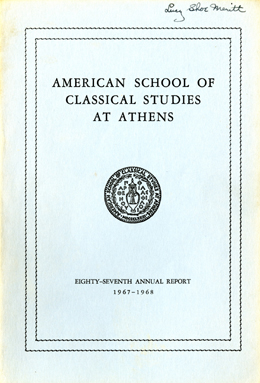 Lucy Shoe Meritt
AMERICAN SCHOOL OF
CLASSICAL STUDIES
AT ATHENS
EIGHTY-SEVENTH ANNUAL REPORT
1967-1968